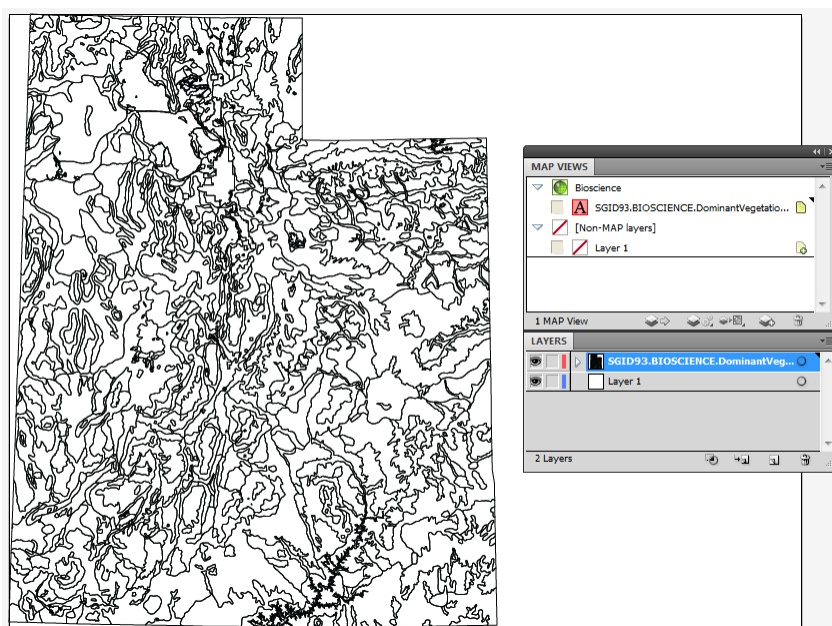 MAP VIEWS
Bioscience
A SGID93.BIOSCIENCE.DominantVegetatio...
[Non-MAP layers]
Layer 1
1 MAP View
LAYERS
SGID93.BIOSCIENCE.DominantVeg...
Layer 1
2 Layers